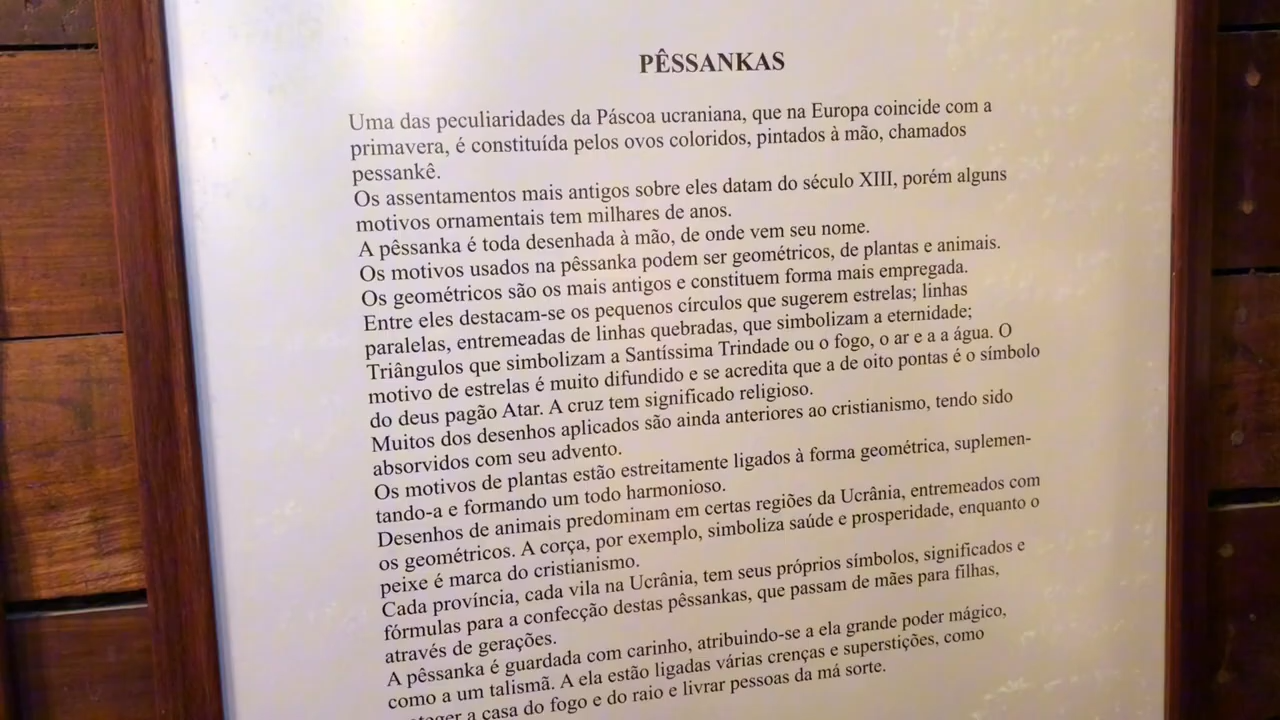 PÊSSANKAS
Uma das peculiaridades da Páscoa ucraniana, que na Europa coincide com a
primavera, é constituída pelos ovos coloridos, pintados à mão, chamados
pessankê.
Os assentamentos mais antigos sobre eles datam do século XIII, porém alguns
motivos ornamentais tem milhares de anos.
A pêssanka é toda desenhada à mão, de onde vem seu nome.
Os motivos usados na pêssanka podem ser geométricos, de plantas e animais.
Os geométricos são os mais antigos e constituem forma mais empregada.
Entre eles destacam-se os pequenos círculos que sugerem estrelas; linhas
paralelas, entremeadas de linhas quebradas, que simbolizam a eternidade;
Triângulos que simbolizam a Santíssima Trindade ou o fogo, o ar e a a água. O
motivo de estrelas é muito difundido e se acredita que a de oito pontas é o símbolo
do deus pagão Atar. A cruz tem significado religioso.
Muitos dos desenhos aplicados são ainda anteriores ao cristianismo, tendo sido
absorvidos com seu advento.
Os motivos de plantas estão estreitamente ligados à forma geométrica, suplemen-
tando-a e formando um todo harmonioso.
Desenhos de animais predominam em certas regiões da Ucrânia, entremeados com
os geométricos. A corça, por exemplo, simboliza saúde e prosperidade, enquanto o
peixe é marca do cristianismo.
Cada província, cada vila na Ucrânia, tem seus próprios símbolos, significados e
fórmulas para a confecção destas pêssankas, que passam de mães para filhas,
através de gerações.
A pêssanka é guardada com carinho, atribuindo-se a ela grande poder mágico,
como a um talismã. A ela estão ligadas várias crenças e superstições, como
a casa do fogo e do raio e livrar pessoas da má sorte.